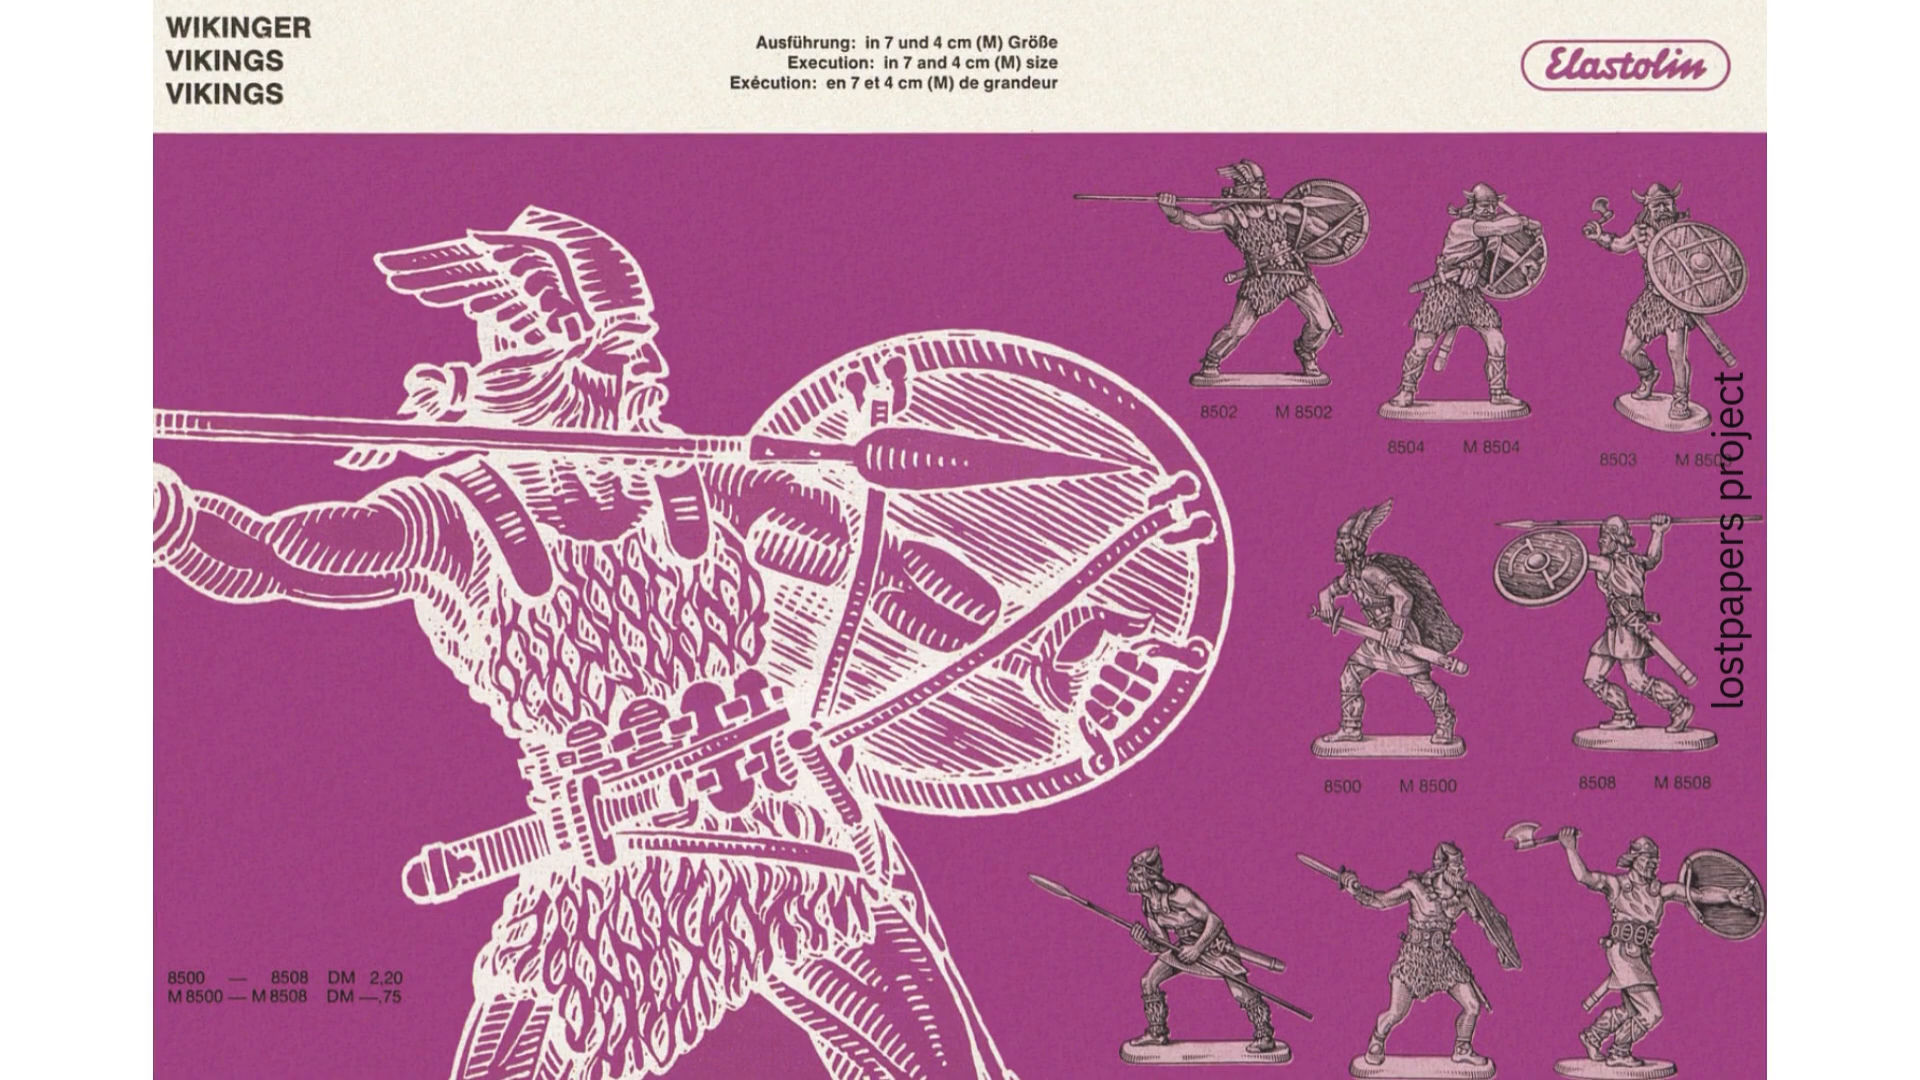 WIKINGER
VIKINGS
VIKINGS
Ausführung: in 7 und 4 cm (M) Größe
Execution: in 7 and 4 cm (M) size
Exécution: en 7 et 4 cm (M) de grandeur
Elastolin
8502 M 8502
8504 M 8504
8503 M
lostpapers project
8500 M 8500
8508 M 8508
8500 — 8508 DM 2,20
M 8500 — M 8508 DM —,75